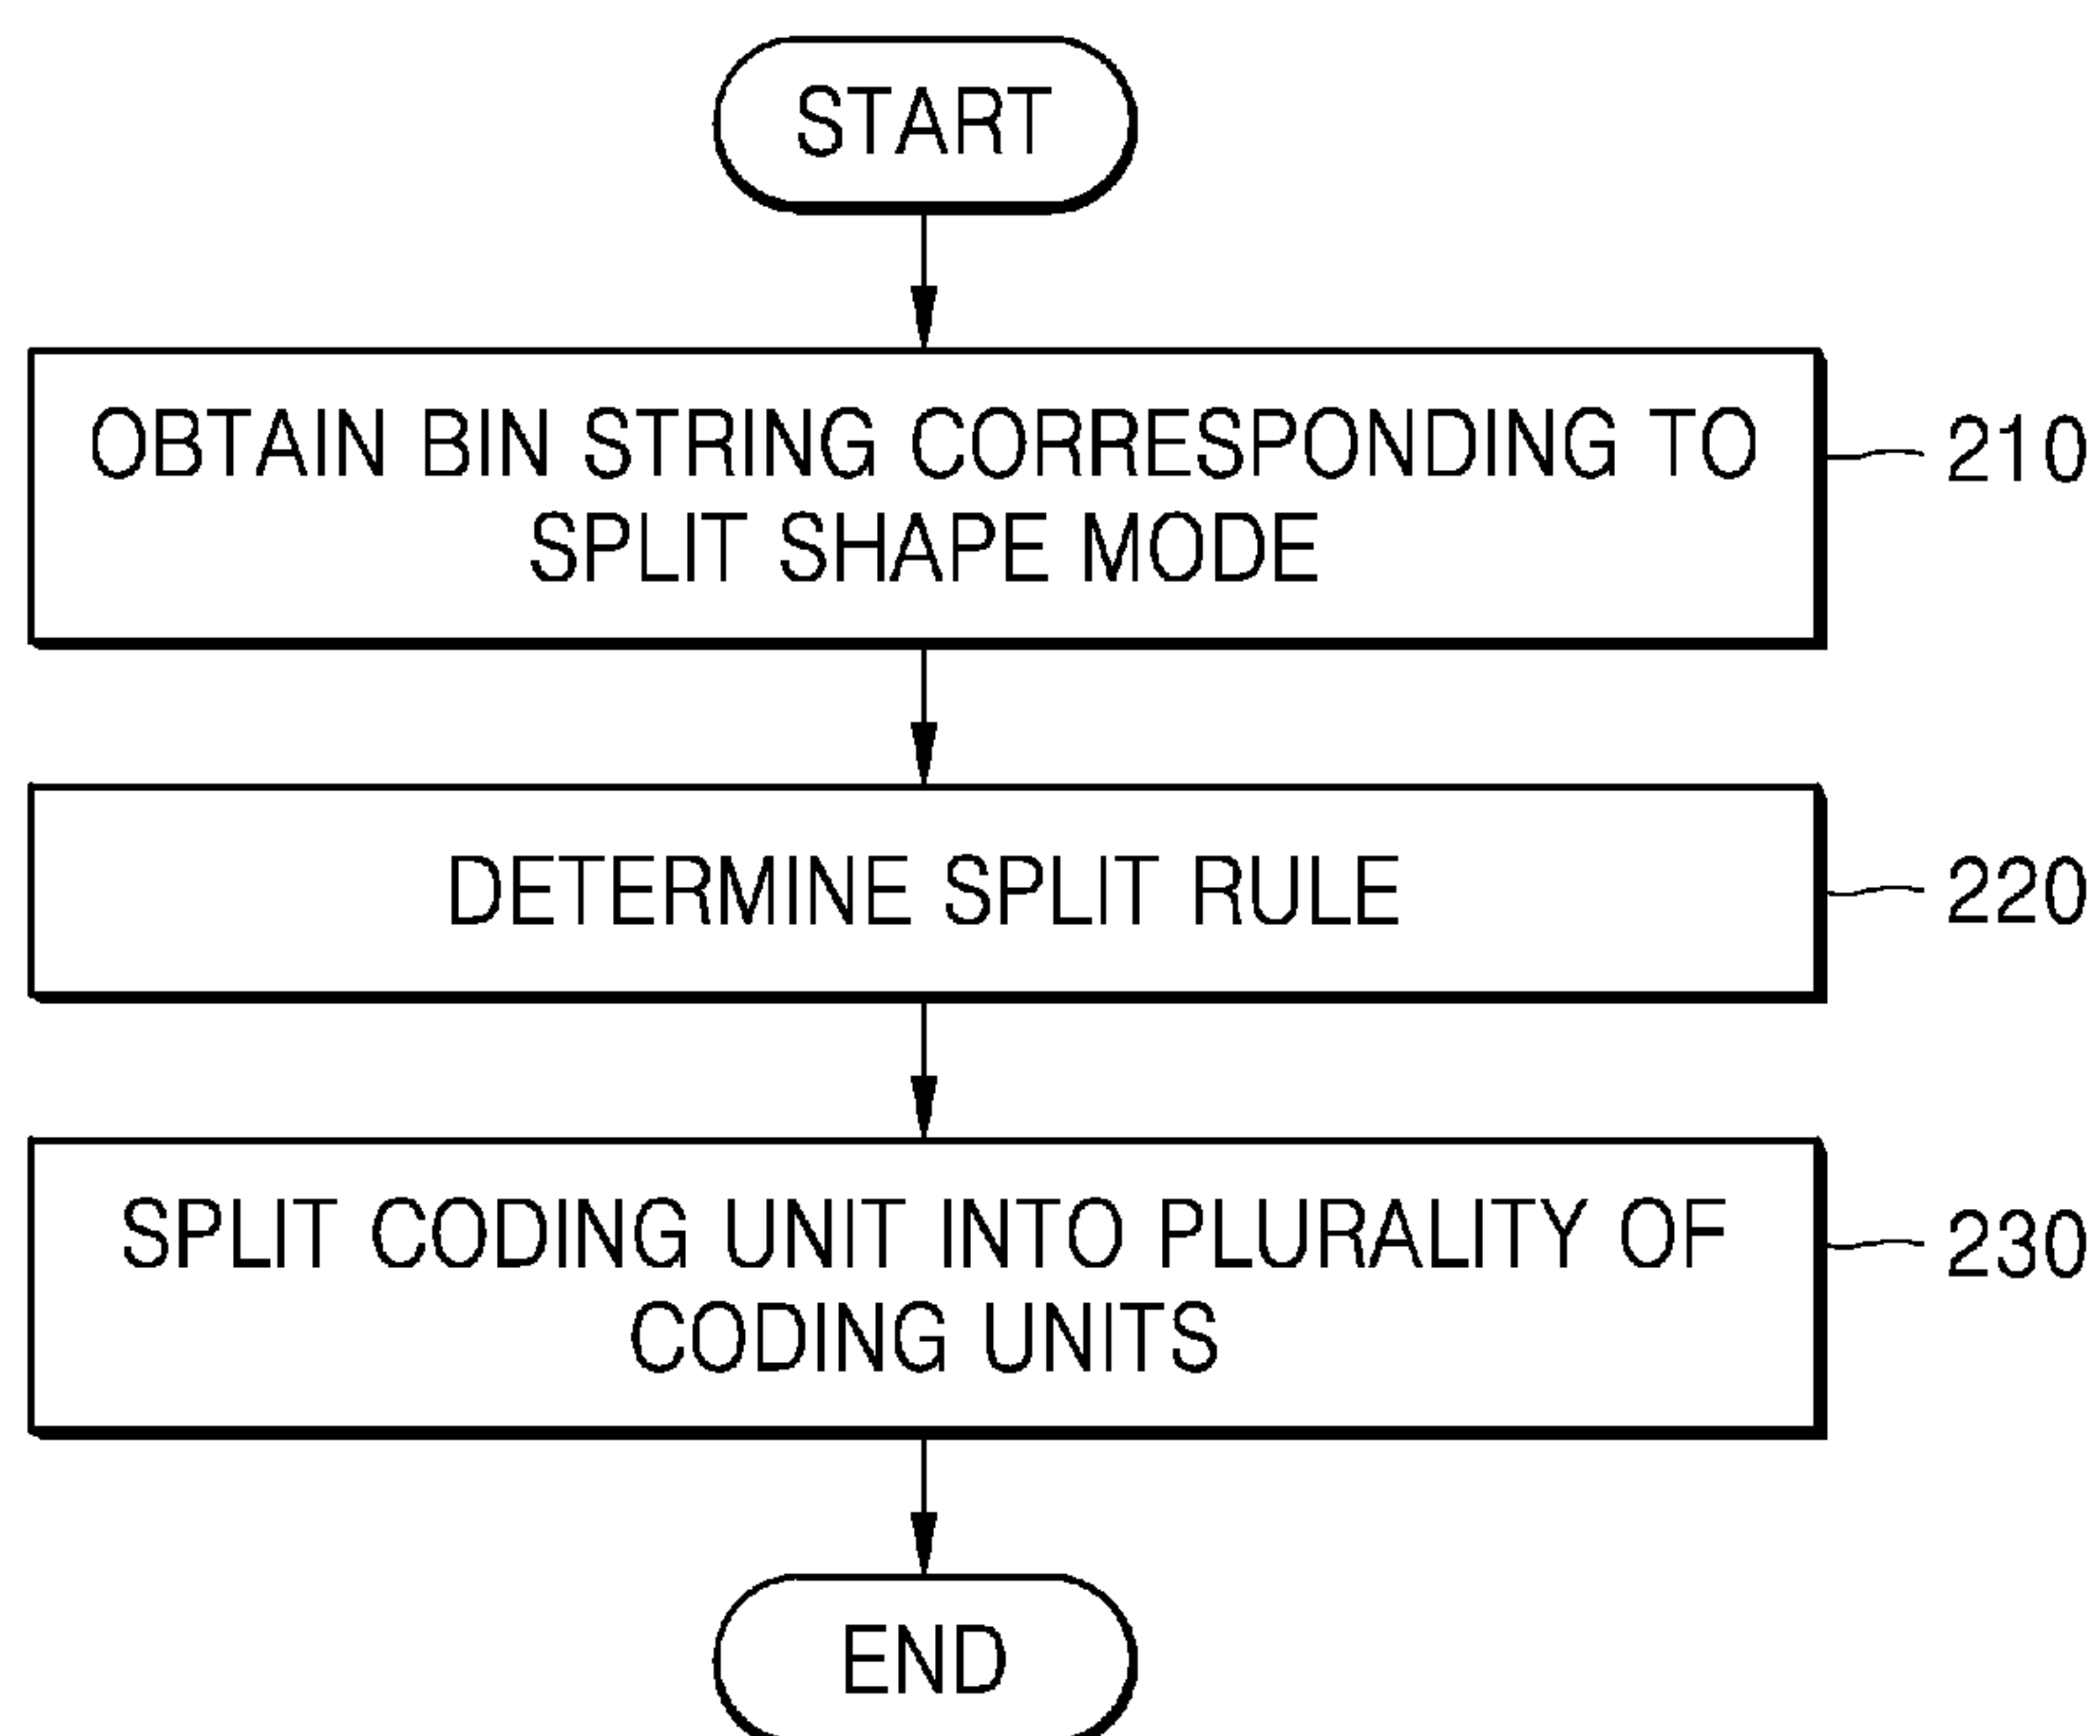 START
OBTAIN BIN STRING CORRESPONDING TO
SPLIT SHAPE MODE
210
DETERMINE SPLIT RULE
220
SPLIT CODING UNIT INTO PLURALITY OF
CODING UNITS
230
END